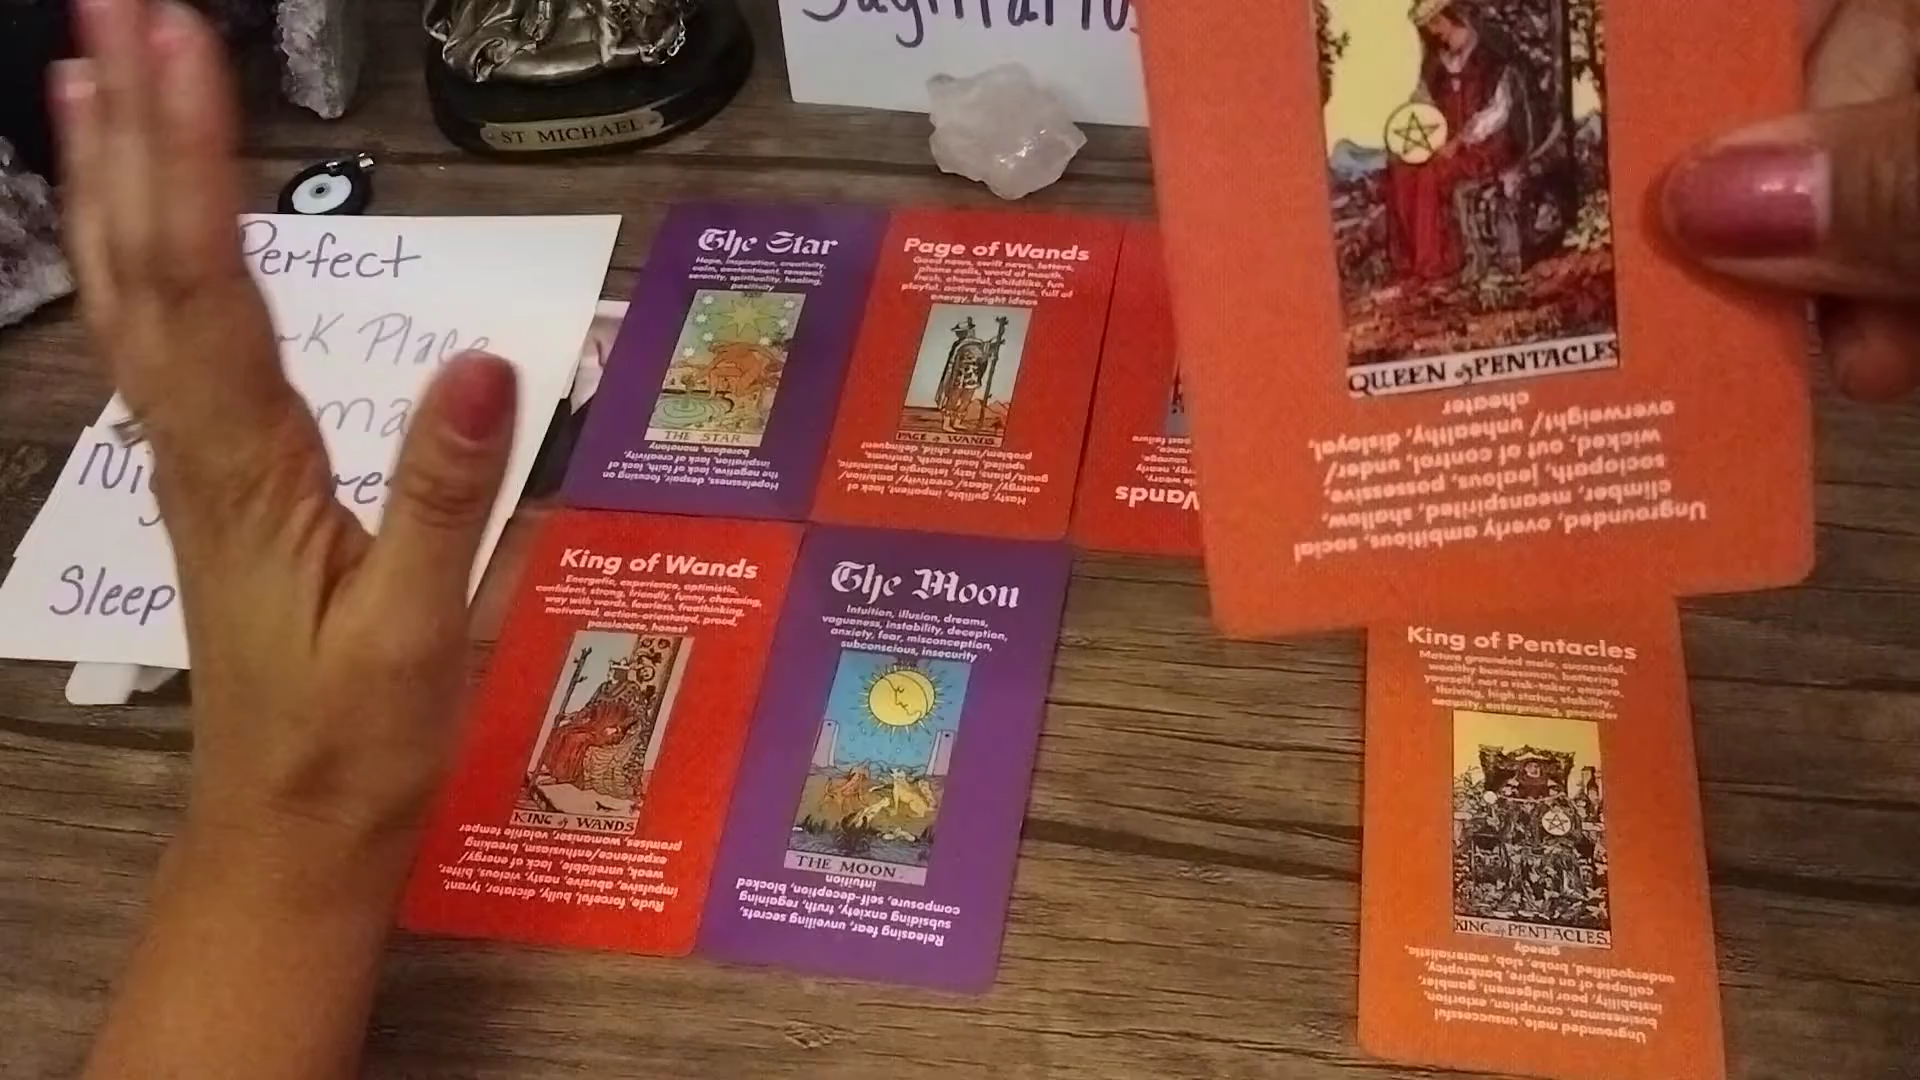 Sagittarius
ST MICHAEL
Perfect
Place
Sleep
The Star
Hope, inspiration, creativity,
calm, contentment, renewal,
serenity, spirituality, healing,
positivity
THE STAR
Hopelessness, despair, focusing on
the negative, lack of faith, lack of
inspiration, lack of creativity,
boredom, monotony
Page of Wands
Good news, swift news, letters,
phone calls, word of mouth,
fresh, cheerful, childlike, fun
playful, active, optimistic, full of
energy, bright ideas
PAGE of WANDS
Hasty, gullible, impatient, lack of
energy/ideas/creativity/ambition/
goals/plans, lazy, lethargic pessimistic
spoiled, loud mouth, tantrums,
problem/inner child, delinquent
Wands
QUEEN of PENTACLES
Ungrounded, overly ambitious, social
climber, meanspirited, shallow,
sociopath, jealous, possessive,
wicked, out of control, under/
overweight/ unhealthy, disloyal,
cheater
King of Wands
Energetic, experience, optimistic,
confident, strong, friendly, funny, charming,
way with words, fearless, freethinking,
motivated, action-orientated, proud,
passionate, honest
KING of WANDS
Rude, forceful, bully, dictator, tyrant,
impulsive, abusive, nasty, vicious, bitter,
weak, unreliable, lack of energy/
experience/enthusiasm, breaking
promises, womaniser, volatile temper
The Moon
Intuition, illusion, dreams,
vagueness, instability, deception,
anxiety, fear, misconception,
subconscious, insecurity
THE MOON.
Releasing fear, unveiling secrets,
subsiding anxiety, truth, regaining
composure, self-deception, blocked
intuition
King of Pentacles
Mature grounded male, successful,
wealthy businessman, bettering
yourself, not a risk-taker, empire,
thriving, high status, stability,
security, enterprising, provider
KING of PENTACLES.
Ungrounded male, unsuccessful
businessman, corruption, extortion,
instability, poor judgement, gambler,
collapse of an empire, bankruptcy,
underqualified, broke, slob, materialistic,
greedy